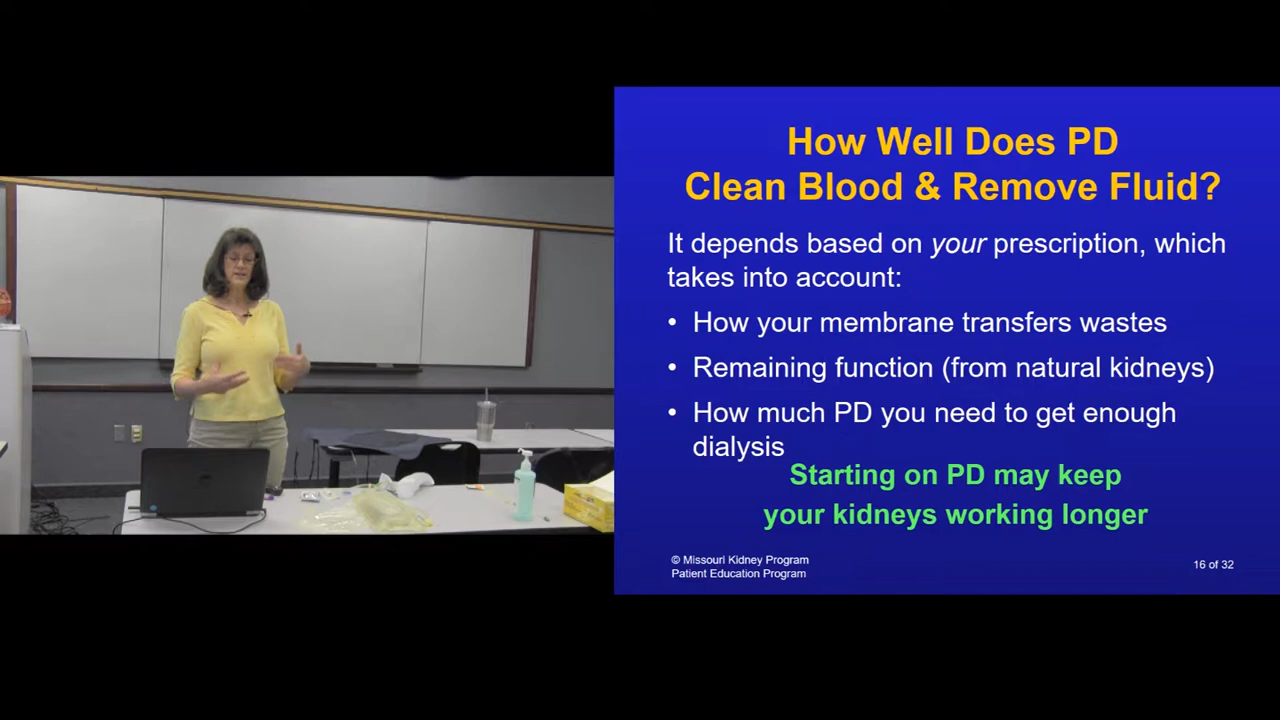 How Well Does PD
Clean Blood & Remove Fluid?
It depends based on your prescription, which
takes into account:
• How your membrane transfers wastes
• Remaining function (from natural kidneys)
• How much PD you need to get enough
dialysis
Starting on PD may keep
your kidneys working longer
© Missouri Kidney Program
Patient Education Program
16 of 32